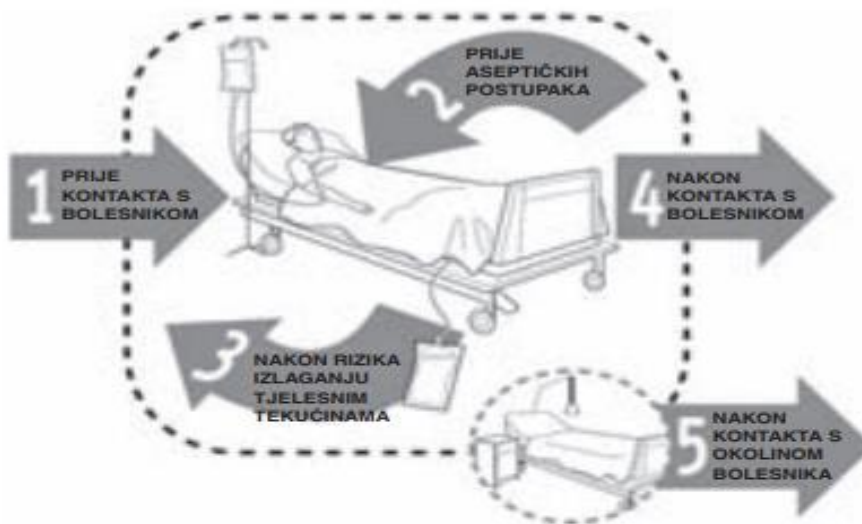 1 PRIJE
KONTAKTA S
BOLESNIKOM
2 PRIJE
ASEPTIČKIH
POSTUPAKA
3 NAKON RIZIKA
IZLAGANJU
TJELESNIM
TEKUĆINAMA
4 NAKON
KONTAKTA S
BOLESNIKOM
5 NAKON
KONTAKTA S
OKOLINOM
BOLESNIKA